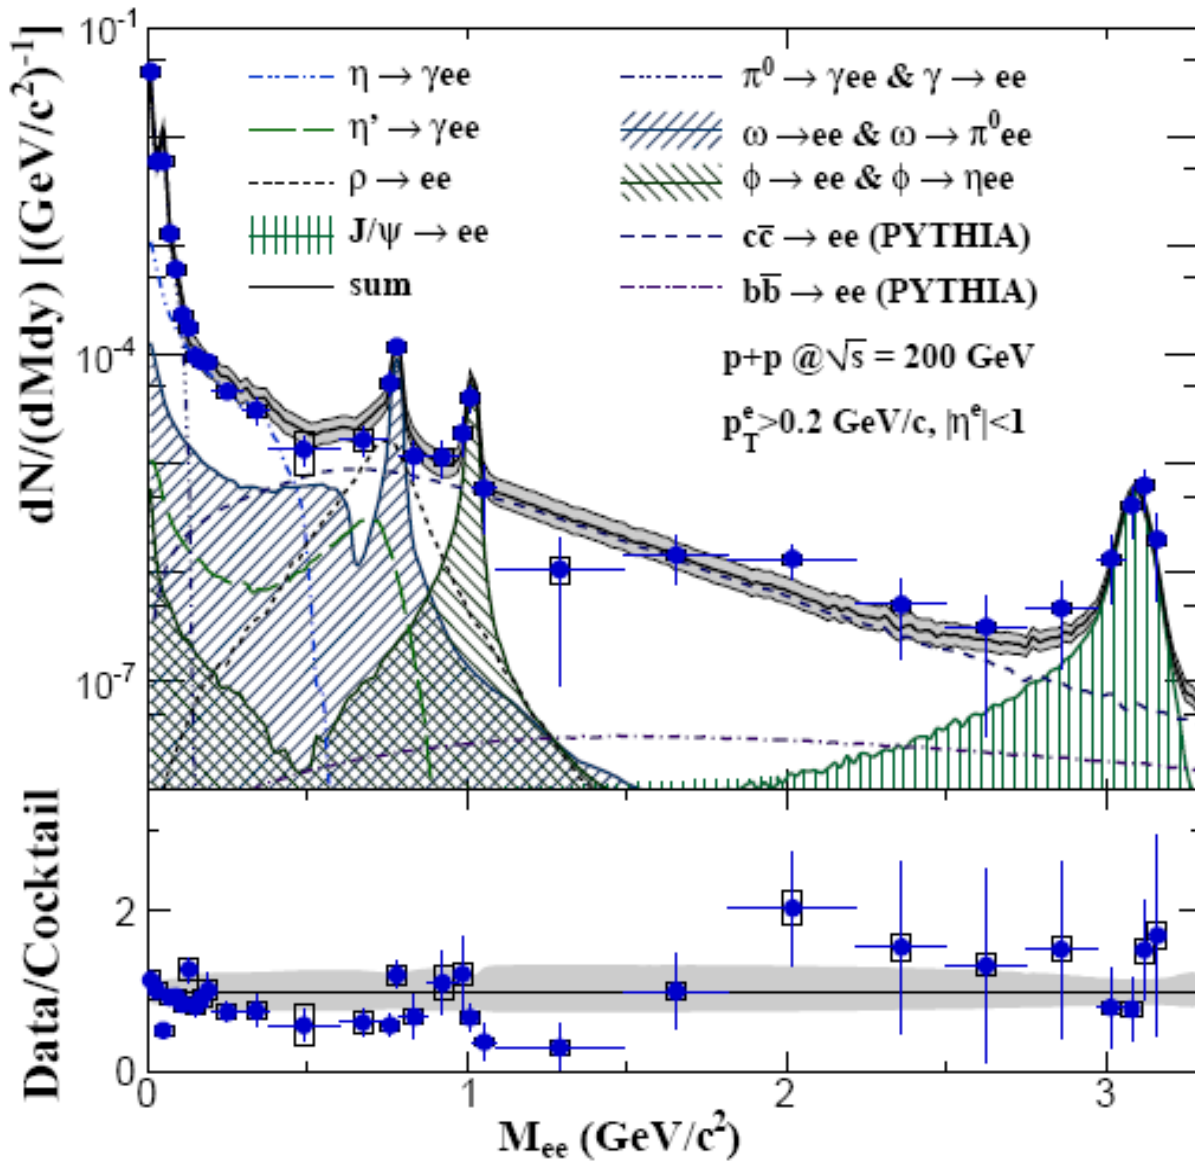 10⁻¹
10⁻⁴
10⁻⁷
dN/(dMdy) [(GeV/c²)⁻¹]
η → γee
η' → γee
ρ → ee
J/ψ → ee
sum
π⁰ → γee & γ → ee
ω →ee & ω → π⁰ee
ϕ → ee & ϕ → ηee
cc̄ → ee (PYTHIA)
bb̄ → ee (PYTHIA)
p+p @√s = 200 GeV
pᵉ_T>0.2 GeV/c, |ηᵉ|<1
Data/Cocktail
2
0
0 1 2 3
M_ee (GeV/c²)